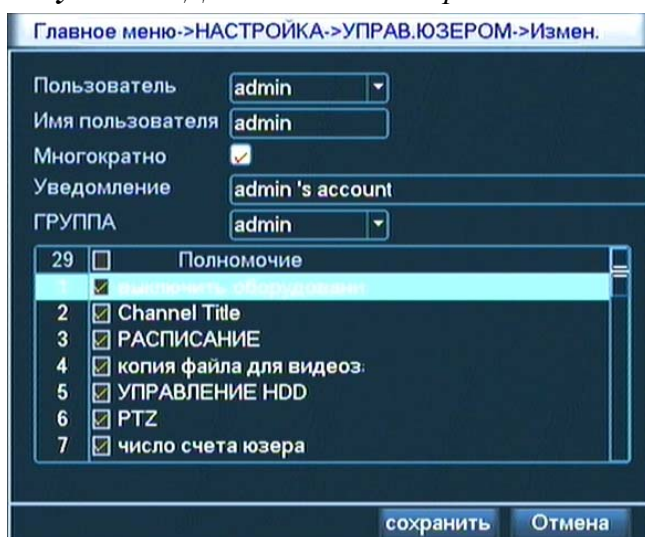 Главное меню->НАСТРОЙКА->УПРАВ.ЮЗЕРОМ->Измен.
Пользователь admin
Имя пользователя admin
Многократно
Уведомление admin 's account
ГРУППА admin
29 Полномочие
1 выключить оборудовани
2 Channel Title
3 РАСПИСАНИЕ
4 копия файла для видеоз
5 УПРАВЛЕНИЕ HDD
6 PTZ
7 число счета юзера
сохранить Отмена